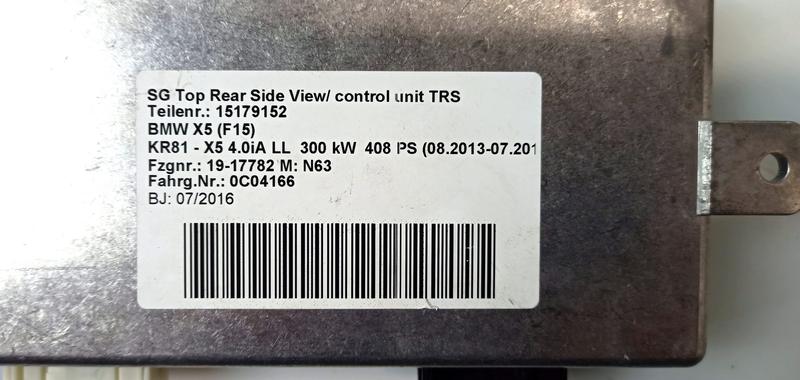 SG Top Rear Side View/ control unit TRS
Teilenr.: 15179152
BMW X5 (F15)
KR81 - X5 4.0iA LL 300 kW 408 PS (08.2013-07.201
Fzgnr.: 19-17782 M: N63
Fahrg.Nr.: 0C04166
BJ: 07/2016